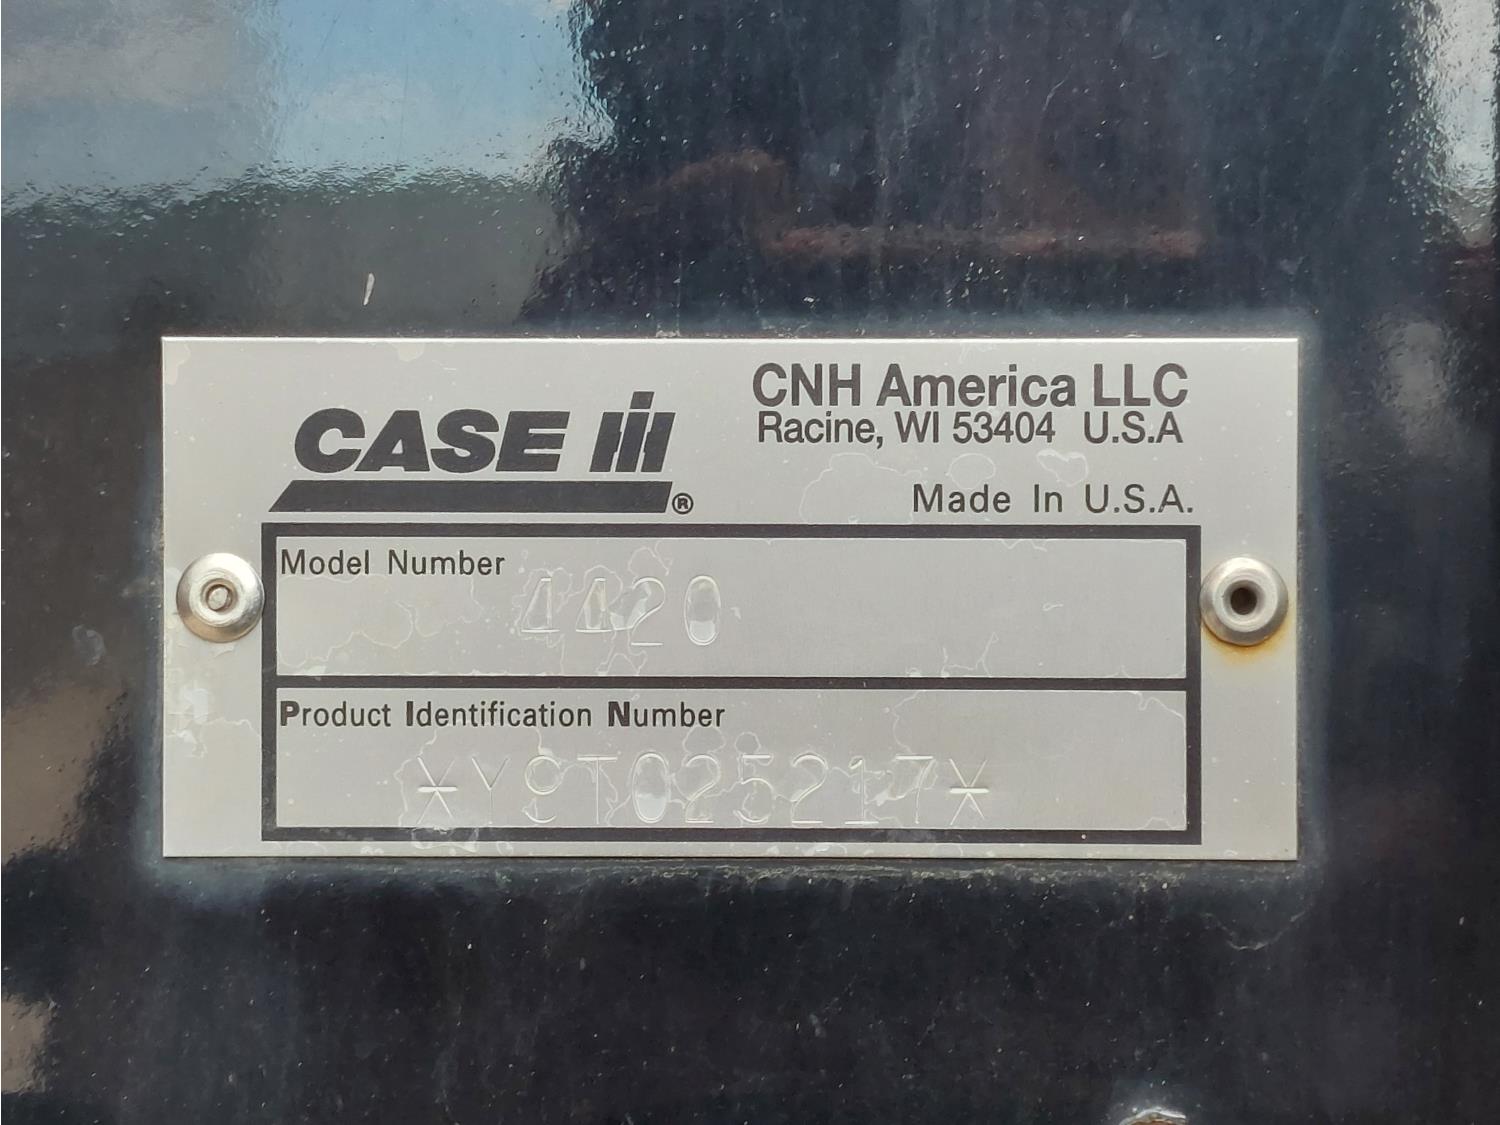 CASE IH
®
CNH America LLC
Racine, WI 53404 U.S.A
Made In U.S.A.
Model Number
4420
Product Identification Number
*Y9T025217*